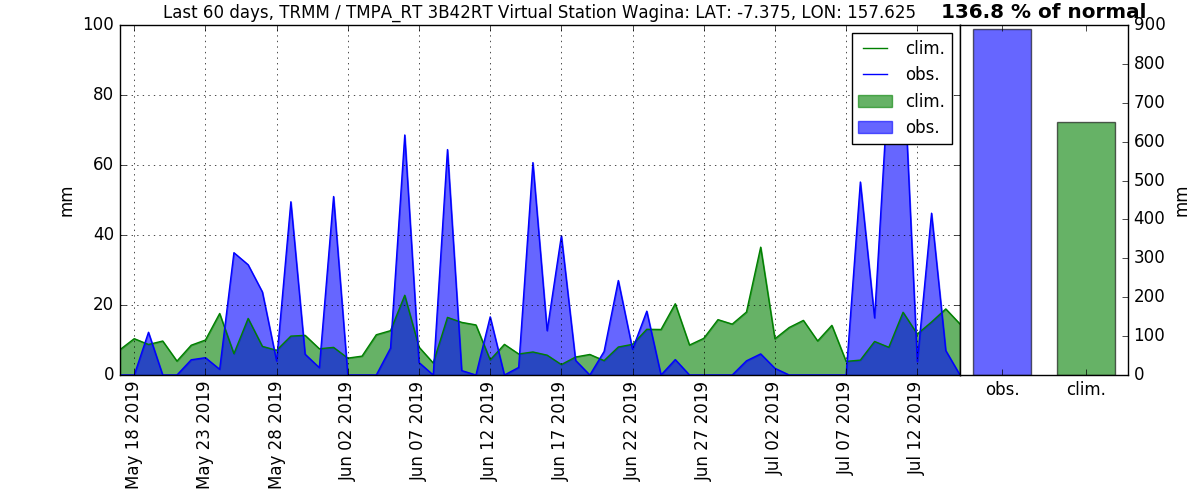 Last 60 days, TRMM / TMPA_RT 3B42RT Virtual Station Wagina: LAT: -7.375, LON: 157.625
136.8 % of normal
100
80
60
40
20
0
mm
clim.
obs.
clim.
obs.
900
800
700
600
500
400
300
200
100
0
mm
May 18 2019
May 23 2019
May 28 2019
Jun 02 2019
Jun 07 2019
Jun 12 2019
Jun 17 2019
Jun 22 2019
Jun 27 2019
Jul 02 2019
Jul 07 2019
Jul 12 2019
obs.
clim.